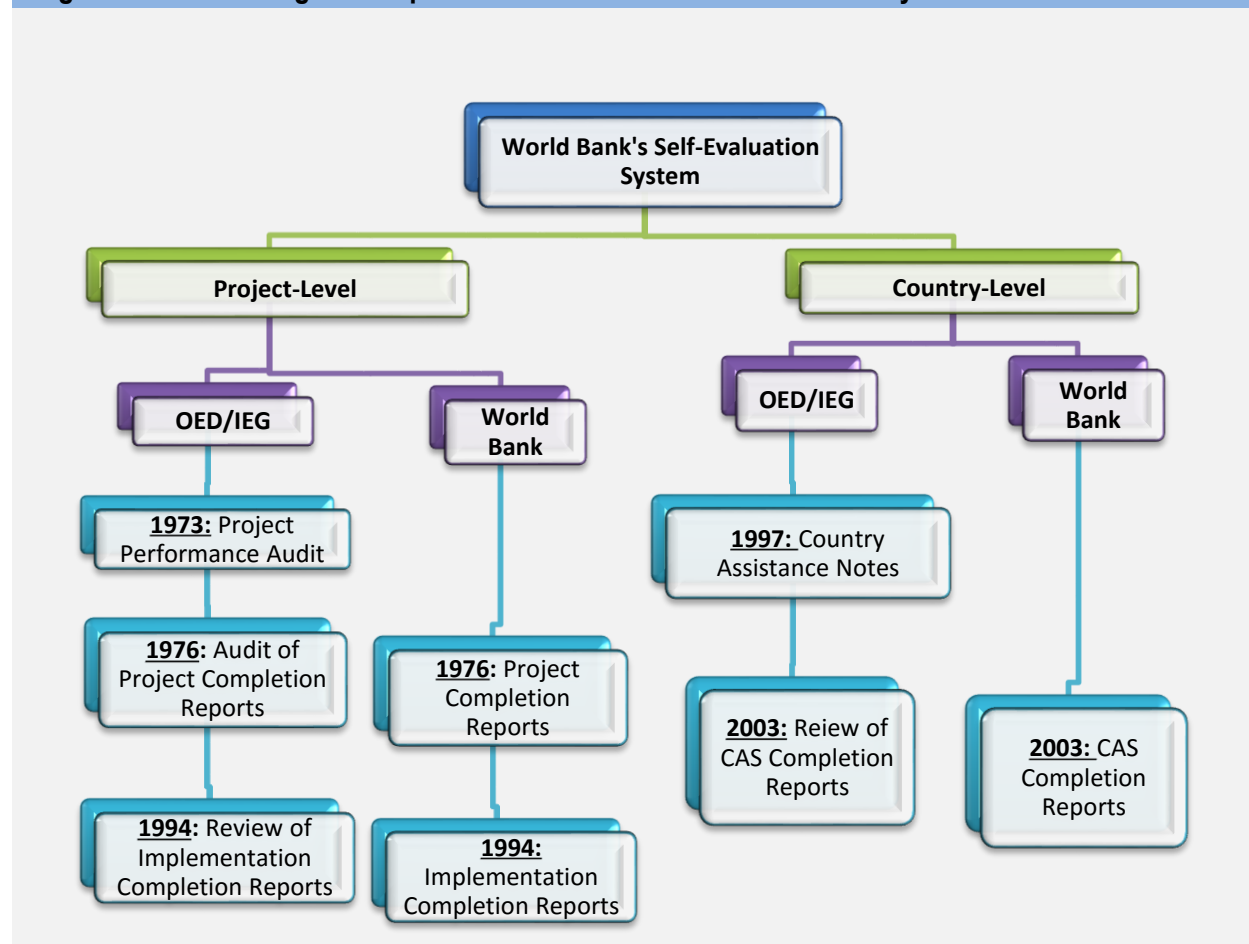 World Bank's Self-Evaluation
System
Project-Level
Country-Level
OED/IEG
World
Bank
OED/IEG
World
Bank
1973: Project
Performance Audit
1976: Audit of
Project Completion
Reports
1994: Review of
Implementation
Completion Reports
1976: Project
Completion
Reports
1994:
Implementation
Completion Reports
1997: Country
Assistance Notes
2003: Reiew of
CAS Completion
Reports
2003: CAS
Completion
Reports